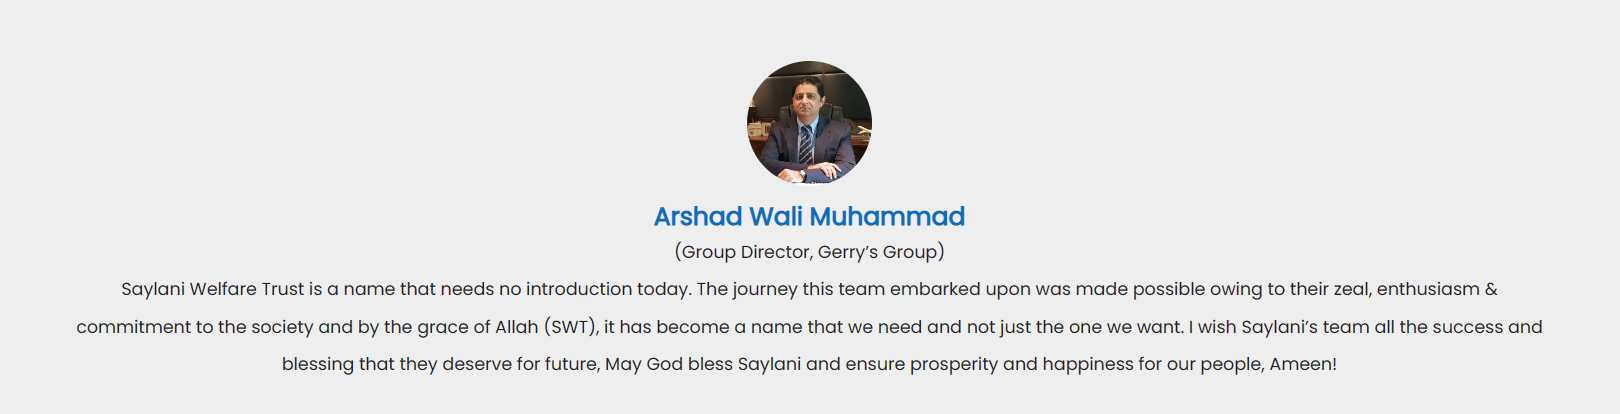 Arshad Wali Muhammad
(Group Director, Gerry’s Group)
Saylani Welfare Trust is a name that needs no introduction today. The journey this team embarked upon was made possible owing to their zeal, enthusiasm &
commitment to the society and by the grace of Allah (SWT), it has become a name that we need and not just the one we want. I wish Saylani’s team all the success and
blessing that they deserve for future, May God bless Saylani and ensure prosperity and happiness for our people, Ameen!